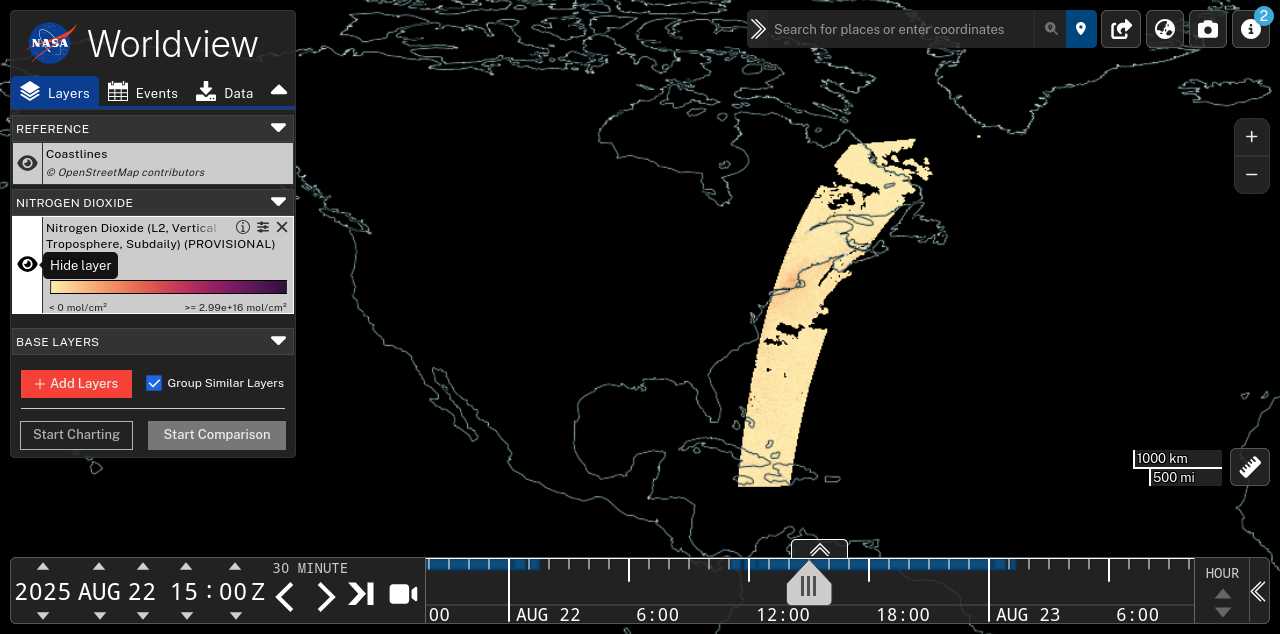 NASA
Worldview
Layers
Events
Data
REFERENCE
Coastlines
© OpenStreetMap contributors
NITROGEN DIOXIDE
Nitrogen Dioxide (L2, Vertical
Troposphere, Subdaily) (PROVISIONAL)
Hide layer
< 0 mol/cm²
>= 2.99e+16 mol/cm²
BASE LAYERS
+ Add Layers
Group Similar Layers
Start Charting
Start Comparison
Search for places or enter coordinates
2
+
−
1000 km
500 mi
2025 AUG 22 15 : 00 Z
30 MINUTE
00
AUG 22
6:00
12:00
18:00
AUG 23
6:00
HOUR